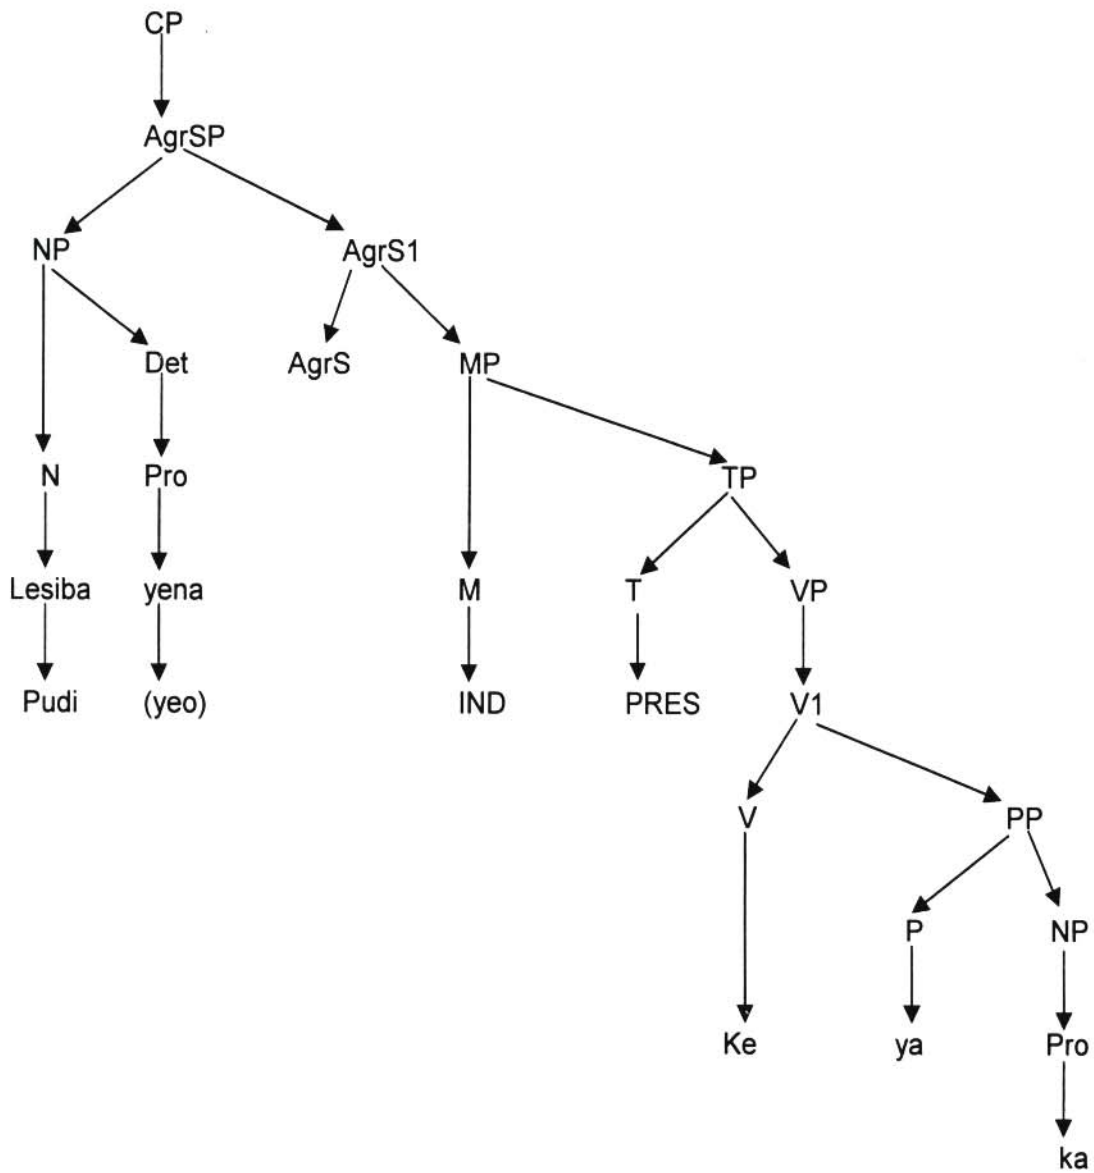 CP
AgrSP
NP AgrS1
Det AgrS MP
N Pro TP
Lesiba yena M T VP
Pudi (yeo) IND PRES V1
V PP
P NP
Ke ya Pro
ka